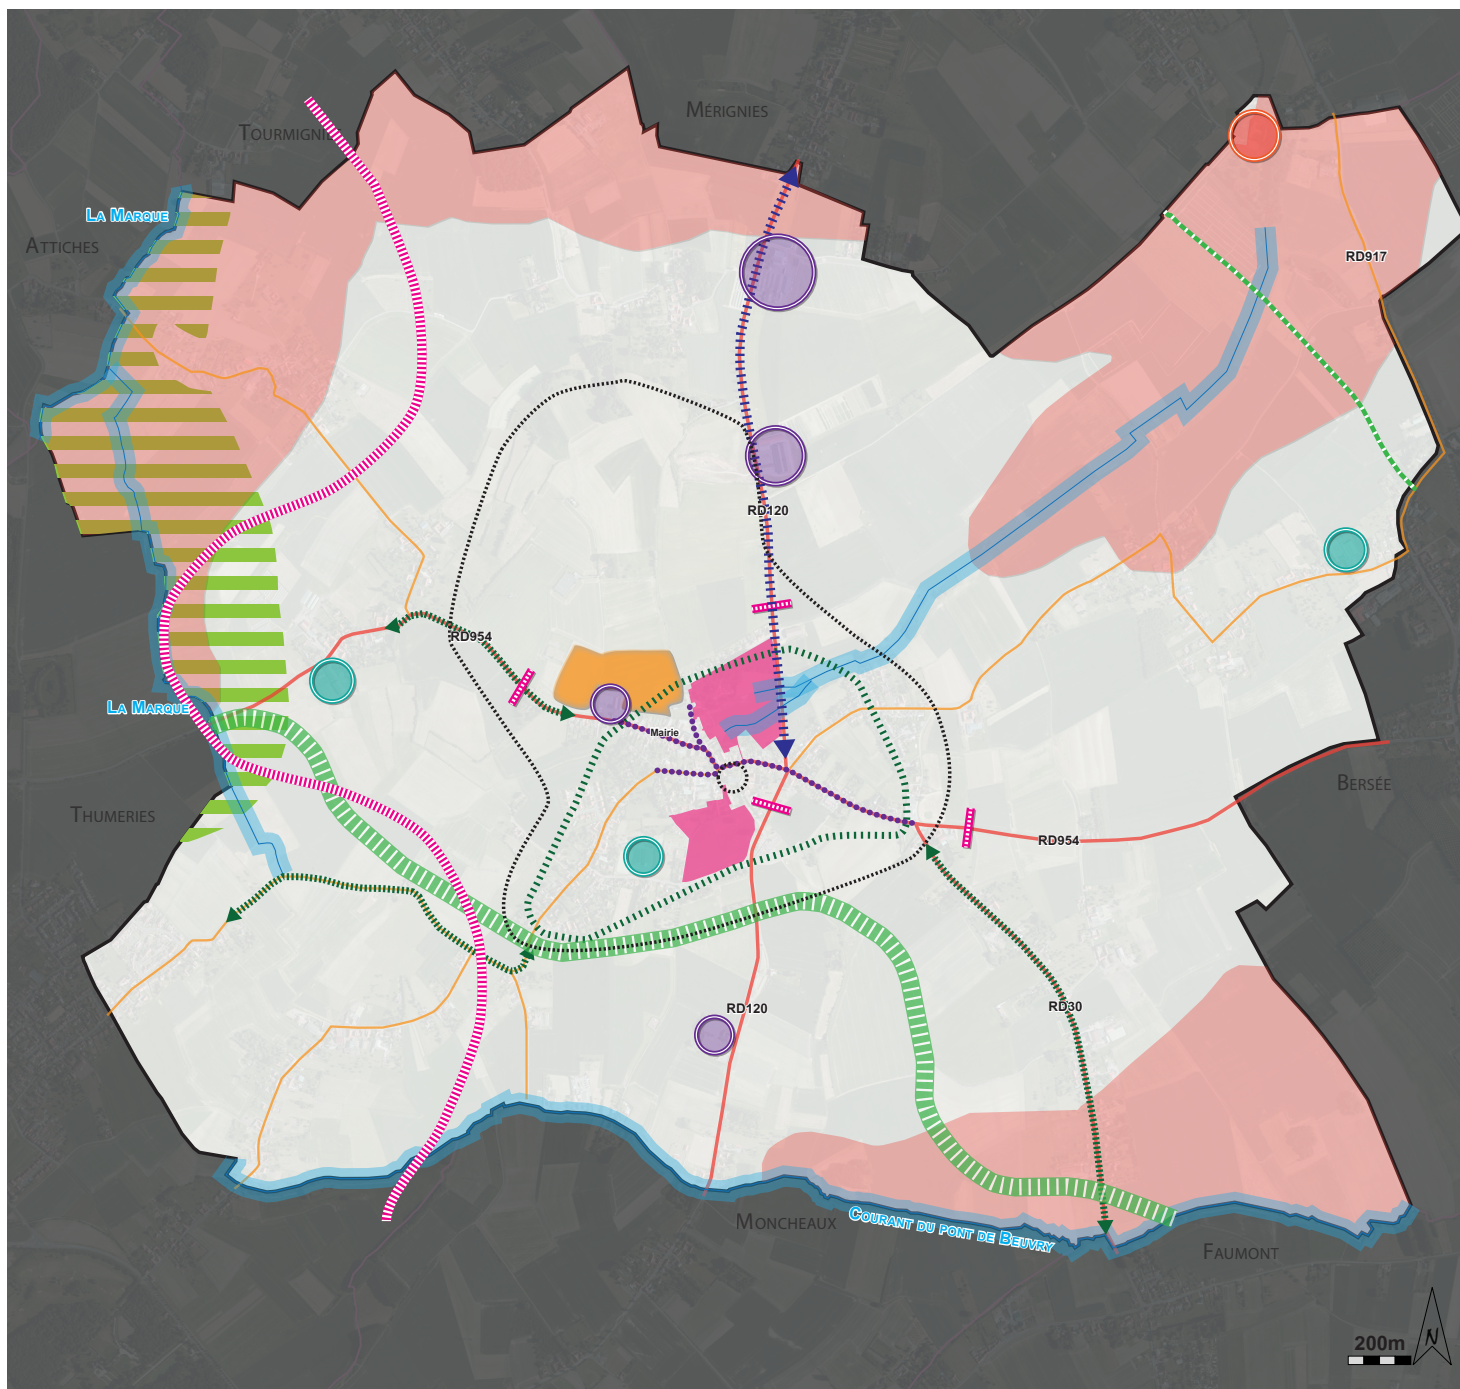 MÉRIGNIES
TOURMIGNI
LA MARQUE
ATTICHES
RD917
RD120
RD954
Mairie
LA MARQUE
BERSÉE
THUMERIES
RD954
RD120
RD30
MONCHEAUX
COURANT DU PONT DE BEUVRY
FAUMONT
200m
N